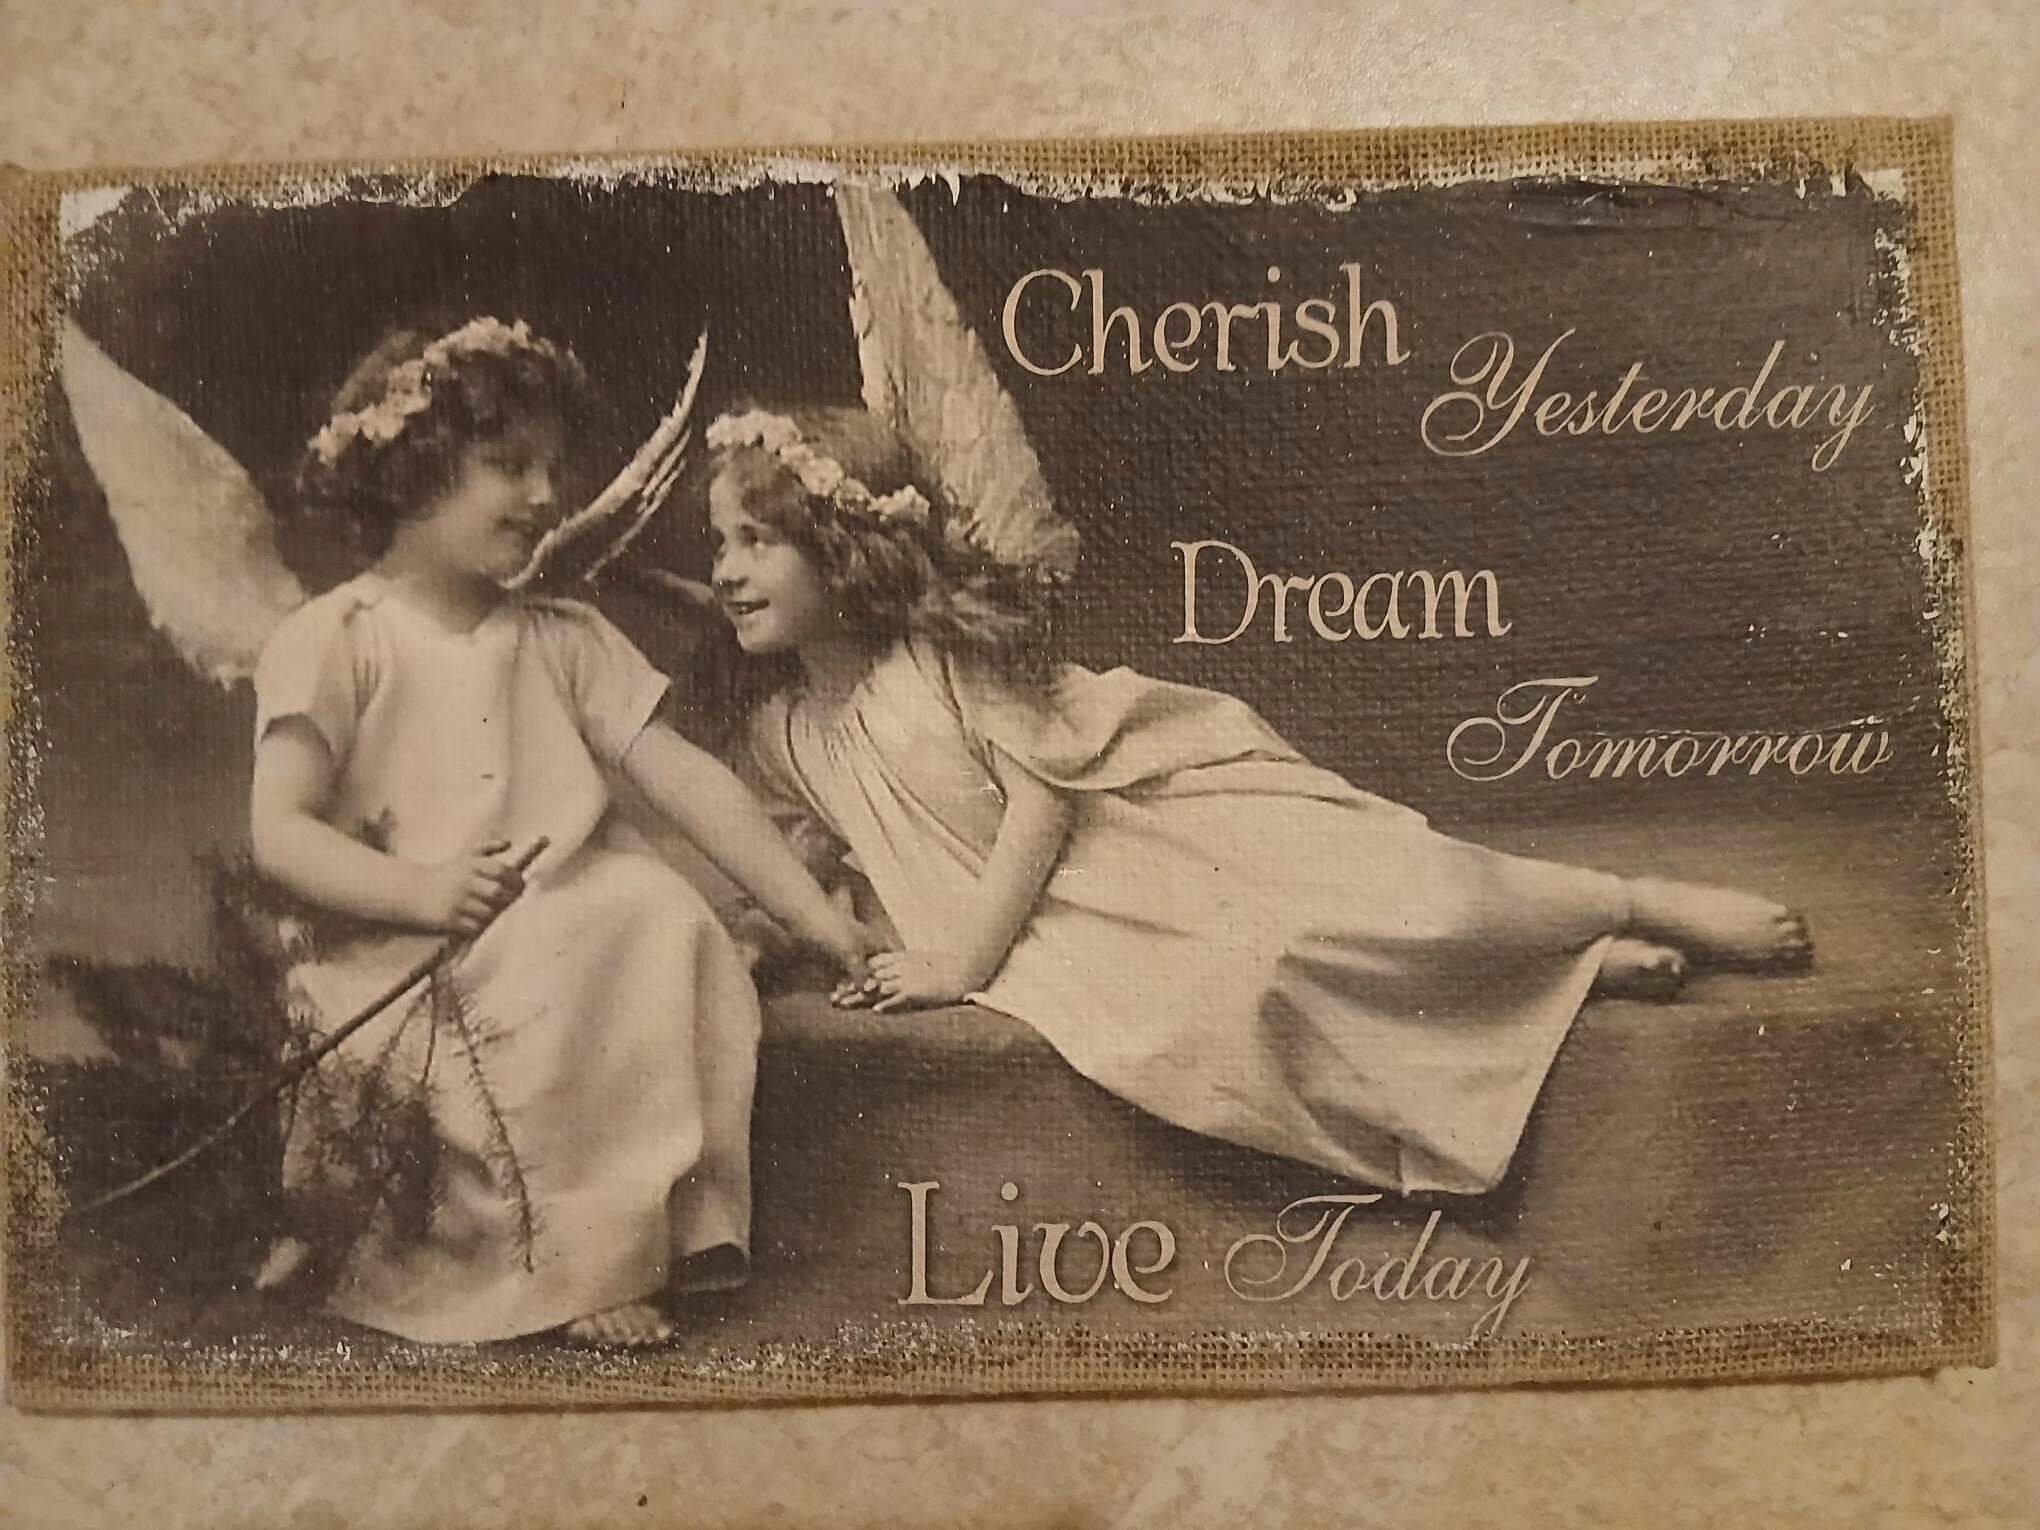 Cherish
Yesterday
Dream
Tomorrow
Live Today